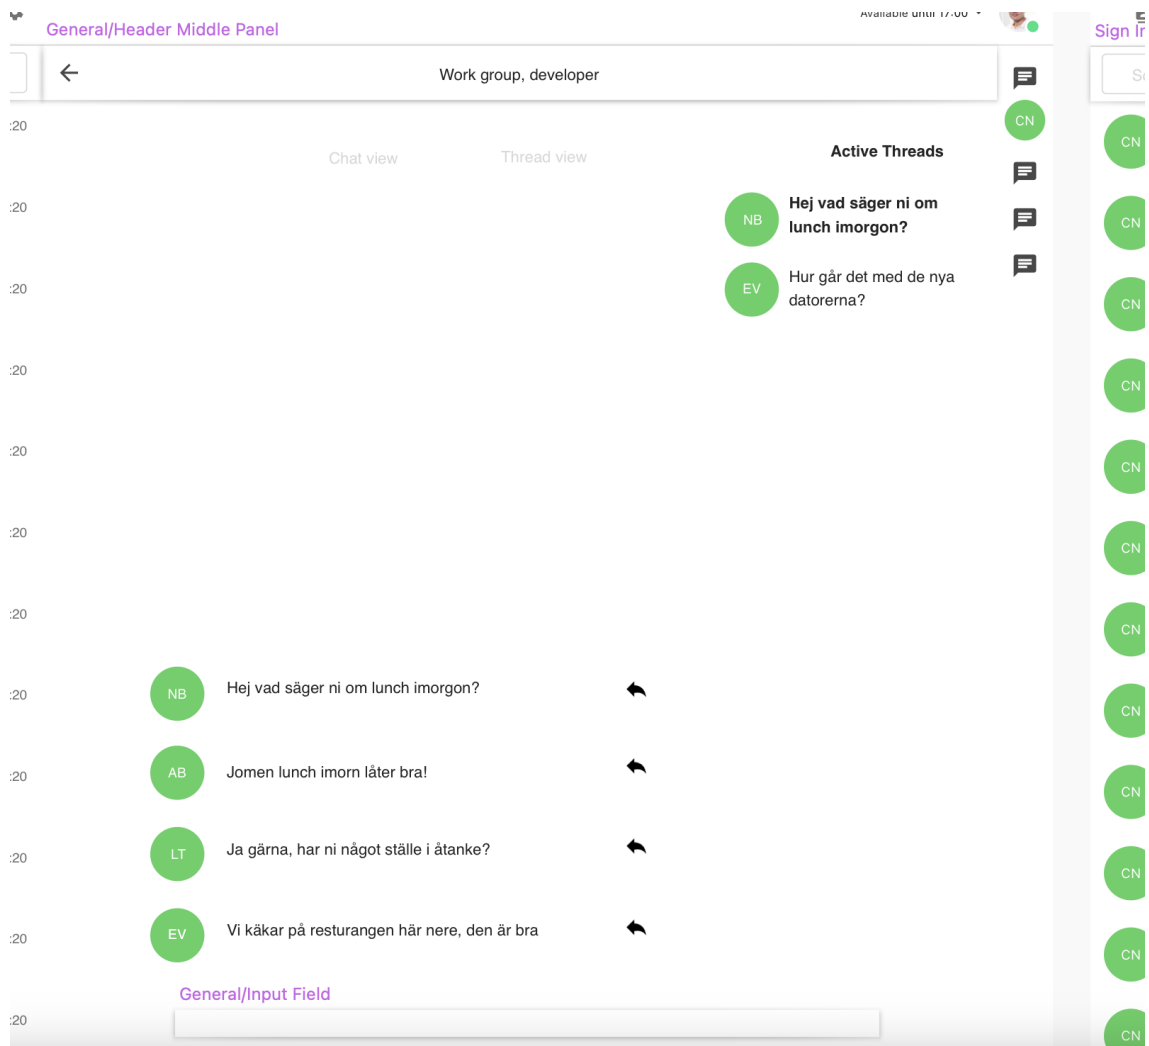 Available until 17:00
General/Header Middle Panel
Sign
Work group, developer
CN
:20
CN
Chat view
Thread view
Active Threads
:20
NB
Hej vad säger ni om
lunch imorgon?
CN
:20
EV
Hur går det med de nya
datorerna?
CN
:20
CN
:20
CN
:20
CN
:20
CN
:20
NB
Hej vad säger ni om lunch imorgon?
CN
:20
AB
Jomen lunch imorn låter bra!
CN
:20
LT
Ja gärna, har ni något ställe i åtanke?
CN
:20
EV
Vi käkar på resturangen här nere, den är bra
CN
General/Input Field
:20
CN